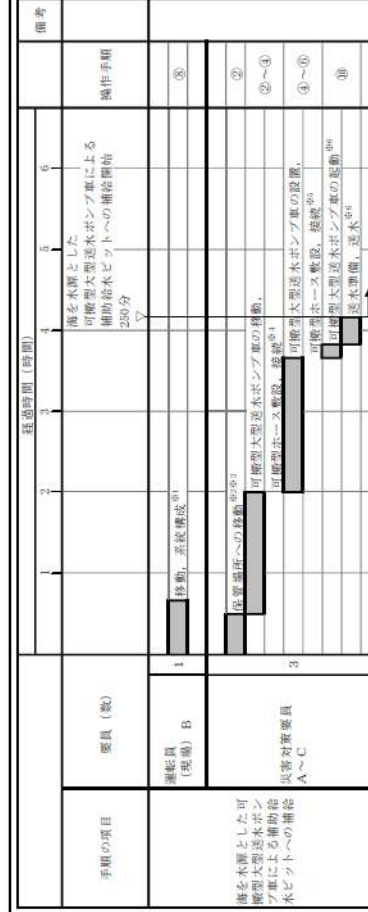 手順の項目
要員（数）
経過時間（時間）
1
2
3
4
5
6
操作手順
備考
海を水源とした
可搬型大型送水ポンプ車による
補助給水ピットへの補給開始
250分
▽
海を水源とした可
搬型大型送水ポン
プ車による補助給
水ピットへの補給
運転員
（現場） B
1
移動，系統構成※1
⑧
災害対策要員
A～C
3
保管場所への移動※2※3
②
可搬型大型送水ポンプ車の移動，
可搬型ホース敷設，接続※4
②～④
可搬型大型送水ポンプ車の設置，
可搬型ホース敷設，接続※5
④～⑥
可搬型大型送水ポンプ車の起動※6
送水準備，送水※6
⑩